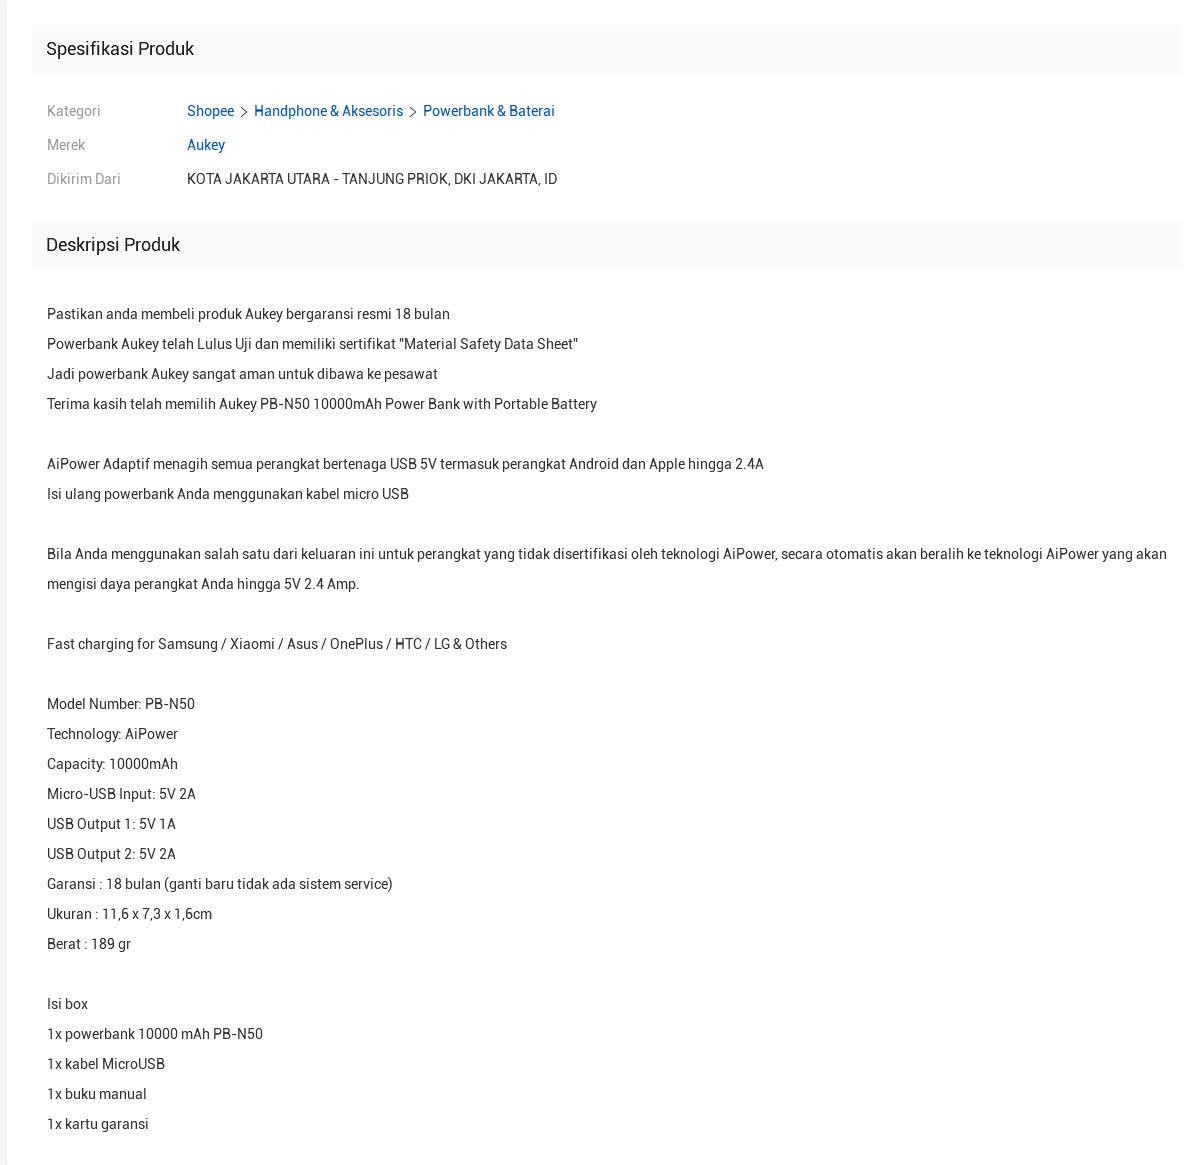 Spesifikasi Produk
Kategori Shopee > Handphone & Aksesoris > Powerbank & Baterai
Merek Aukey
Dikirim Dari KOTA JAKARTA UTARA - TANJUNG PRIOK, DKI JAKARTA, ID
Deskripsi Produk
Pastikan anda membeli produk Aukey bergaransi resmi 18 bulan
Powerbank Aukey telah Lulus Uji dan memiliki sertifikat "Material Safety Data Sheet"
Jadi powerbank Aukey sangat aman untuk dibawa ke pesawat
Terima kasih telah memilih Aukey PB-N50 10000mAh Power Bank with Portable Battery
AiPower Adaptif menagih semua perangkat bertenaga USB 5V termasuk perangkat Android dan Apple hingga 2.4A
Isi ulang powerbank Anda menggunakan kabel micro USB
Bila Anda menggunakan salah satu dari keluaran ini untuk perangkat yang tidak disertifikasi oleh teknologi AiPower, secara otomatis akan beralih ke teknologi AiPower yang akan
mengisi daya perangkat Anda hingga 5V 2.4 Amp.
Fast charging for Samsung / Xiaomi / Asus / OnePlus / HTC / LG & Others
Model Number: PB-N50
Technology: AiPower
Capacity: 10000mAh
Micro-USB Input: 5V 2A
USB Output 1: 5V 1A
USB Output 2: 5V 2A
Garansi : 18 bulan (ganti baru tidak ada sistem service)
Ukuran : 11,6 x 7,3 x 1,6cm
Berat : 189 gr
Isi box
1x powerbank 10000 mAh PB-N50
1x kabel MicroUSB
1x buku manual
1x kartu garansi